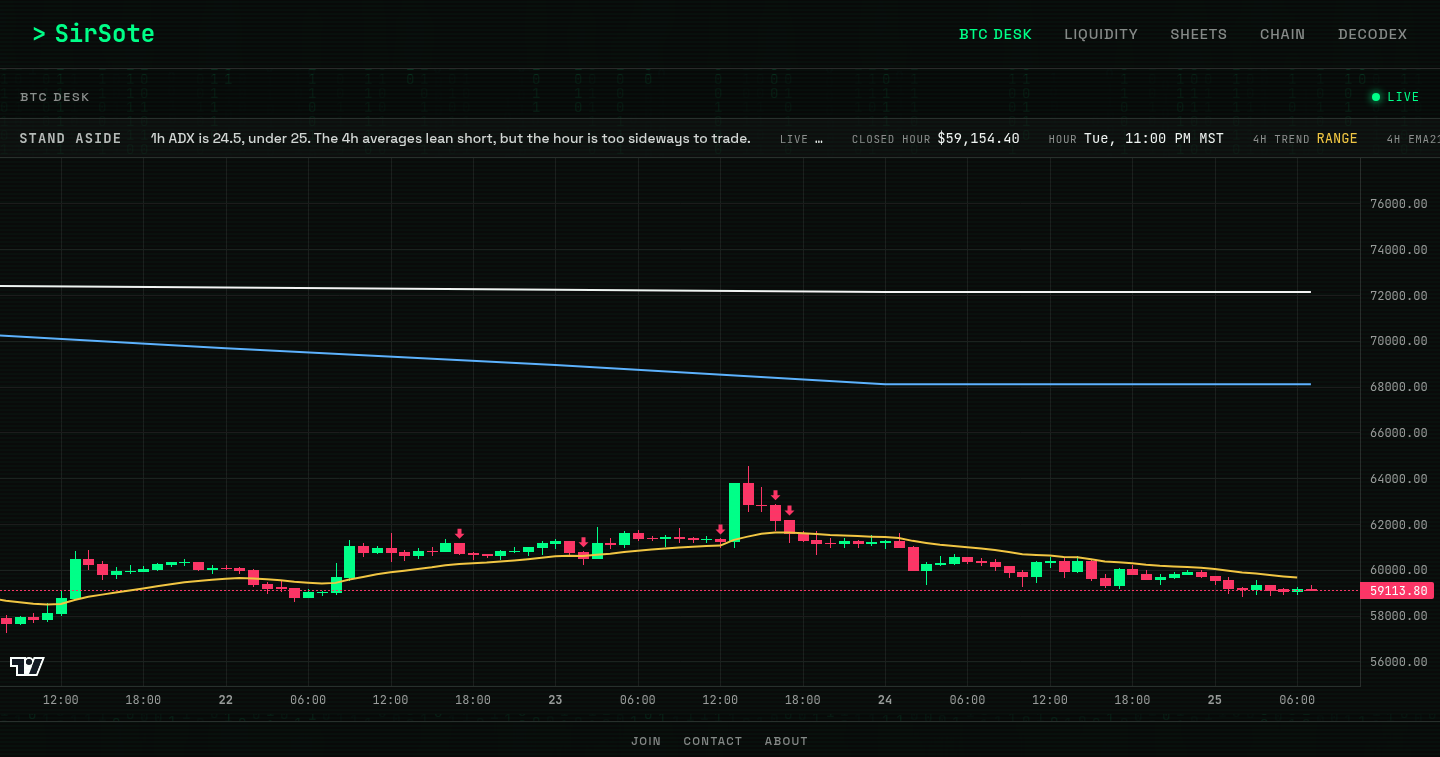 > SirSote
BTC DESK LIQUIDITY SHEETS CHAIN DECODEX
BTC DESK
LIVE
STAND ASIDE 1h ADX is 24.5, under 25. The 4h averages lean short, but the hour is too sideways to trade. LIVE … CLOSED HOUR $59,154.40 HOUR Tue, 11:00 PM MST 4H TREND RANGE 4H EMA21
76000.00
74000.00
72000.00
70000.00
68000.00
66000.00
64000.00
62000.00
60000.00
59113.80
58000.00
56000.00
12:00 18:00 22 06:00 12:00 18:00 23 06:00 12:00 18:00 24 06:00 12:00 18:00 25 06:00
JOIN CONTACT ABOUT